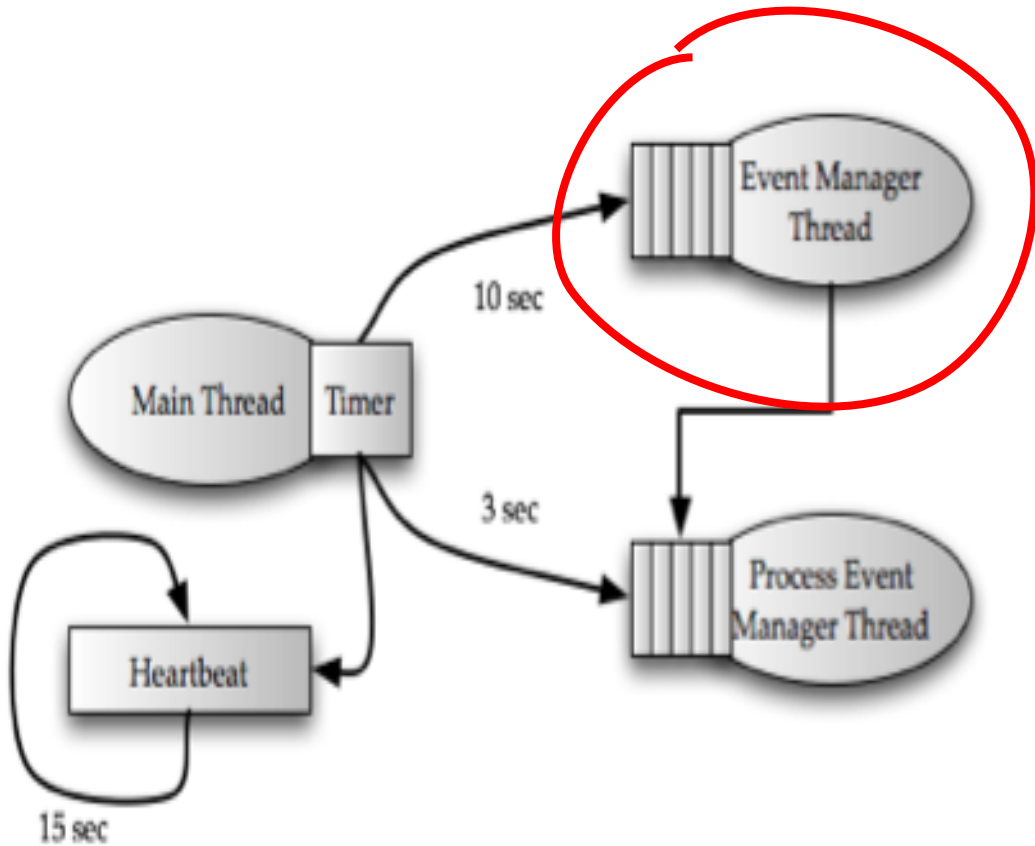 Event Manager
Thread
10 sec
Main Thread
Timer
3 sec
Process Event
Manager Thread
Heartbeat
15 sec